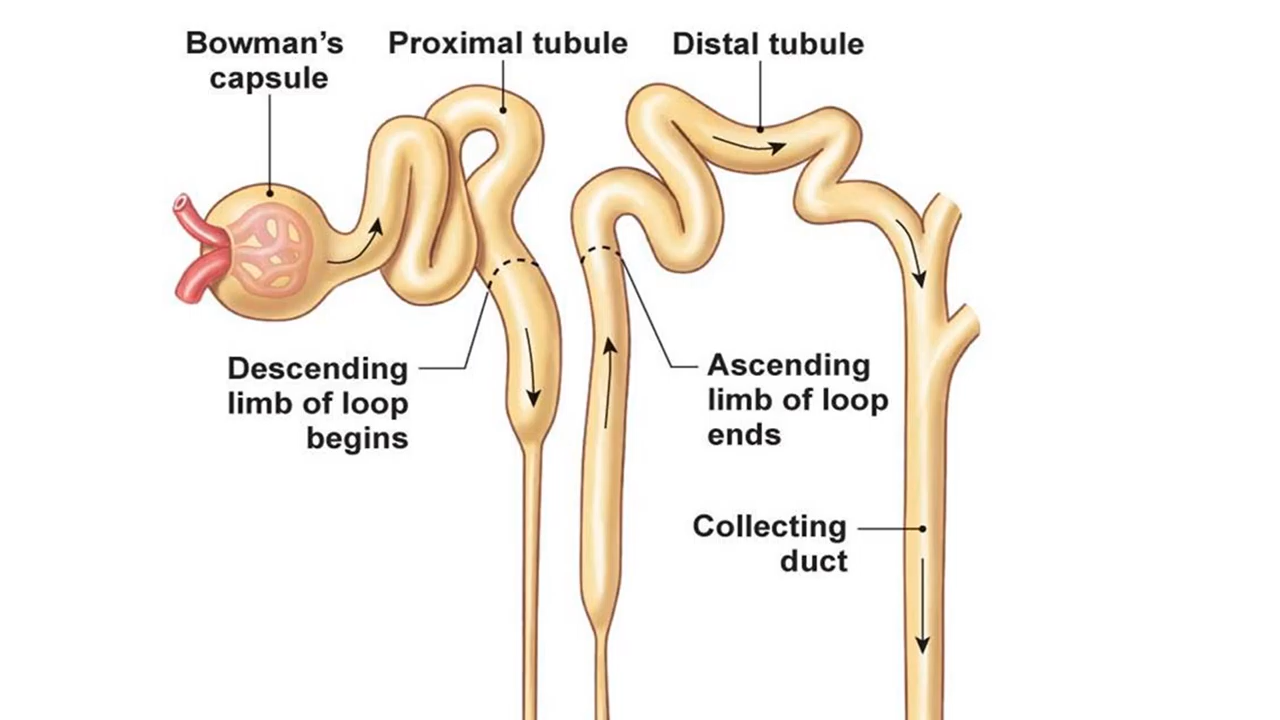 Bowman’s
capsule
Proximal tubule
Distal tubule
Descending
limb of loop
begins
Ascending
limb of loop
ends
Collecting
duct